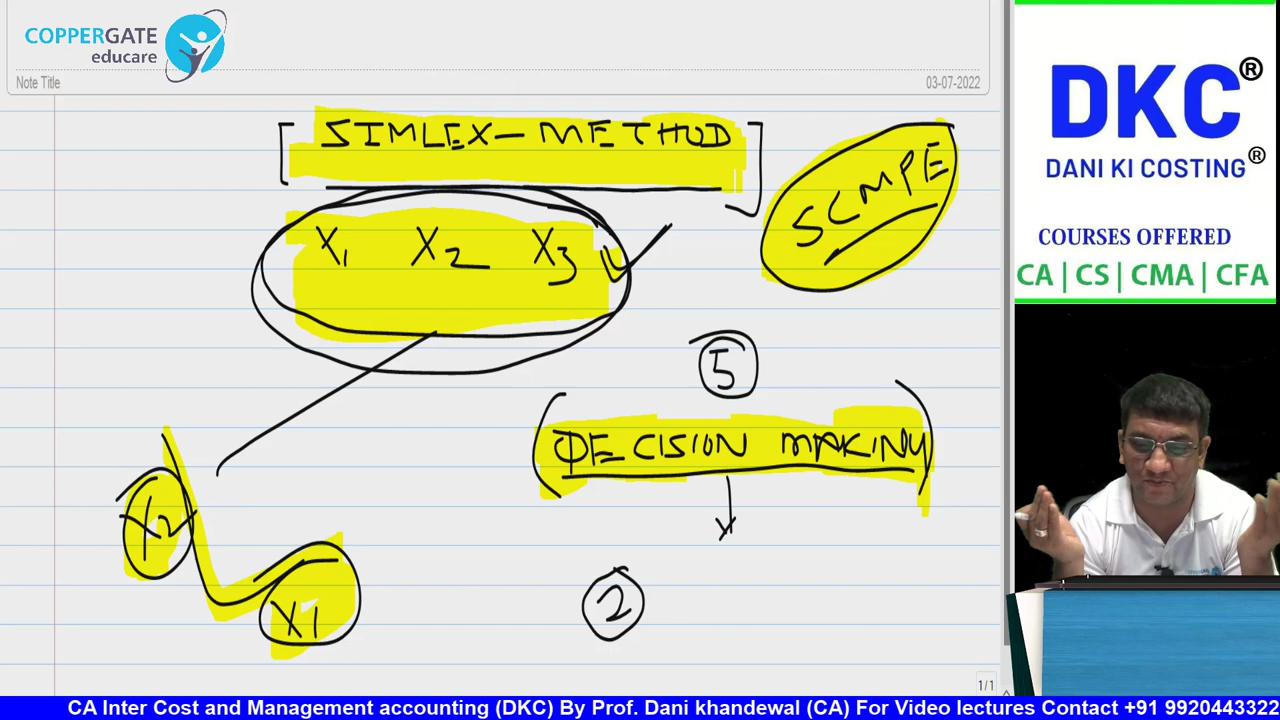 COPPERGATE
educare
Note Title
03-07-2022
[ SIMLEX-METHOD ]
SCMPE
X1 X2 X3
5
(DECISION MAKING)
X2
X1
2
1/1
DKC®
DANI KI COSTING®
COURSES OFFERED
CA | CS | CMA | CFA
CA Inter Cost and Management accounting (DKC) By Prof. Dani khandewal (CA) For Video lectures Contact +91 9920443322